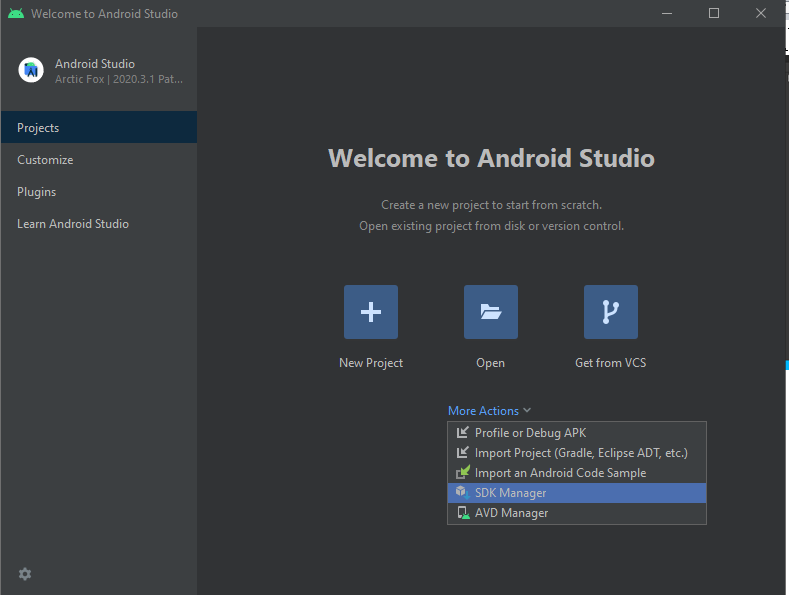 Welcome to Android Studio
Android Studio
Arctic Fox | 2020.3.1 Pat...
Projects
Customize
Plugins
Learn Android Studio
Welcome to Android Studio
Create a new project to start from scratch.
Open existing project from disk or version control.
New Project
Open
Get from VCS
More Actions
Profile or Debug APK
Import Project (Gradle, Eclipse ADT, etc.)
Import an Android Code Sample
SDK Manager
AVD Manager